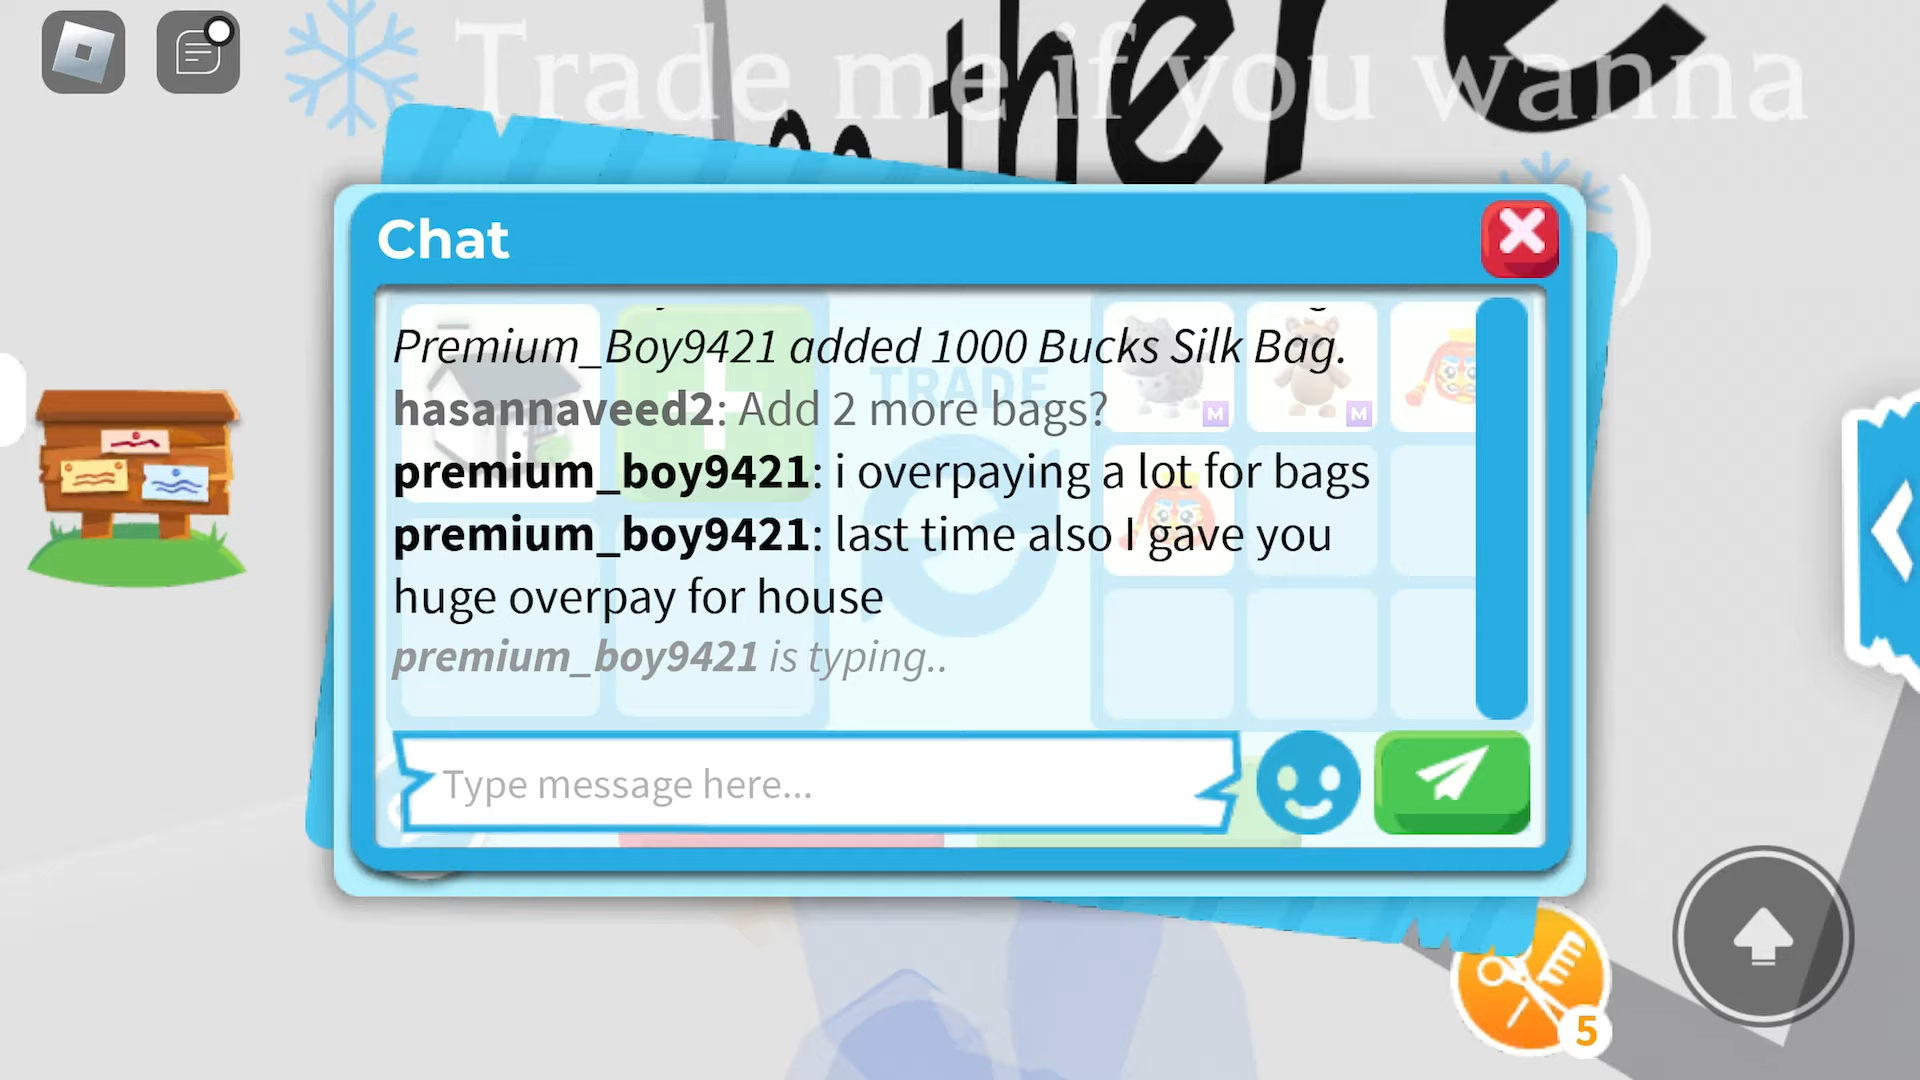 Trade me if you wanna
there
Chat
Premium_Boy9421 added 1000 Bucks Silk Bag.
hasannaveed2: Add 2 more bags?
TRADE
M
M
premium_boy9421: i overpaying a lot for bags
premium_boy9421: last time also I gave you
huge overpay for house
premium_boy9421 is typing..
Type message here...
5